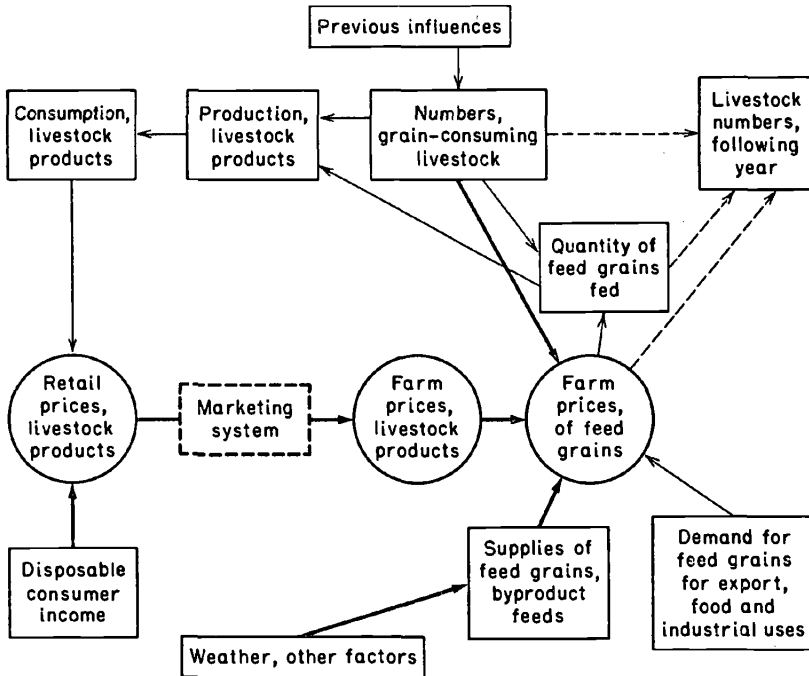 Previous influences
Consumption,
livestock
products
Production,
livestock
products
Numbers,
grain-consuming
livestock
Livestock
numbers,
following
year
Quantity of
feed grains
fed
Retail
prices,
livestock
products
Marketing
system
Farm
prices,
livestock
products
Farm
prices,
of feed
grains
Disposable
consumer
income
Supplies of
feed grains,
byproduct
feeds
Demand for
feed grains
for export,
food and
industrial uses
Weather, other factors